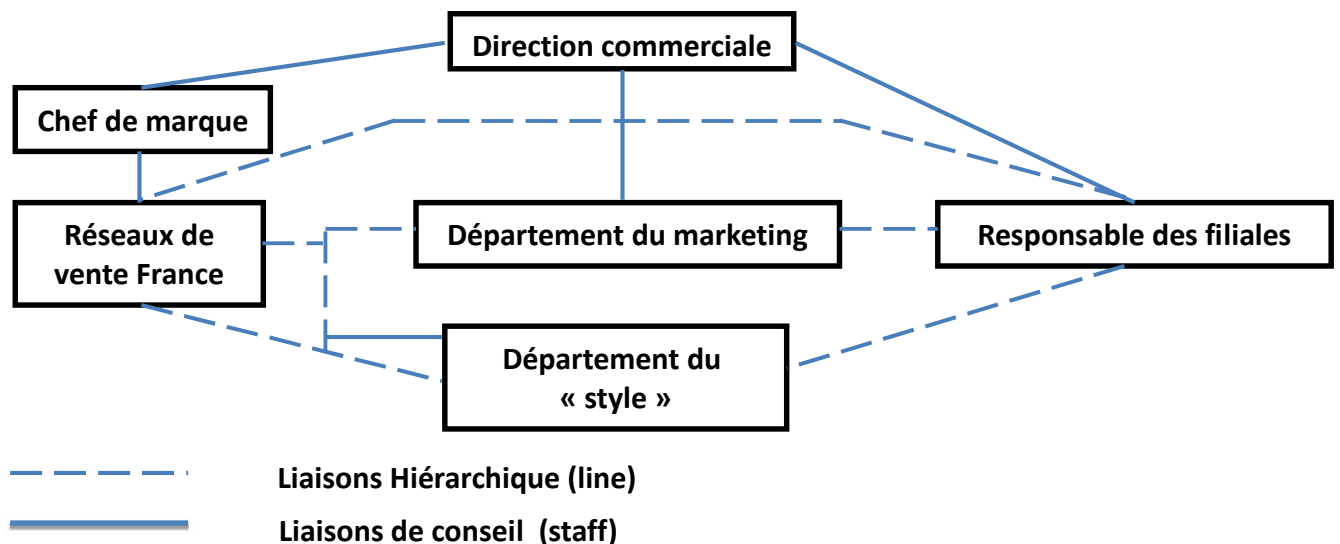 Direction commerciale
Chef de marque
Réseaux de
vente France
Département du marketing
Responsable des filiales
Département du
« style »
Liaisons Hiérarchique (line)
Liaisons de conseil (staff)